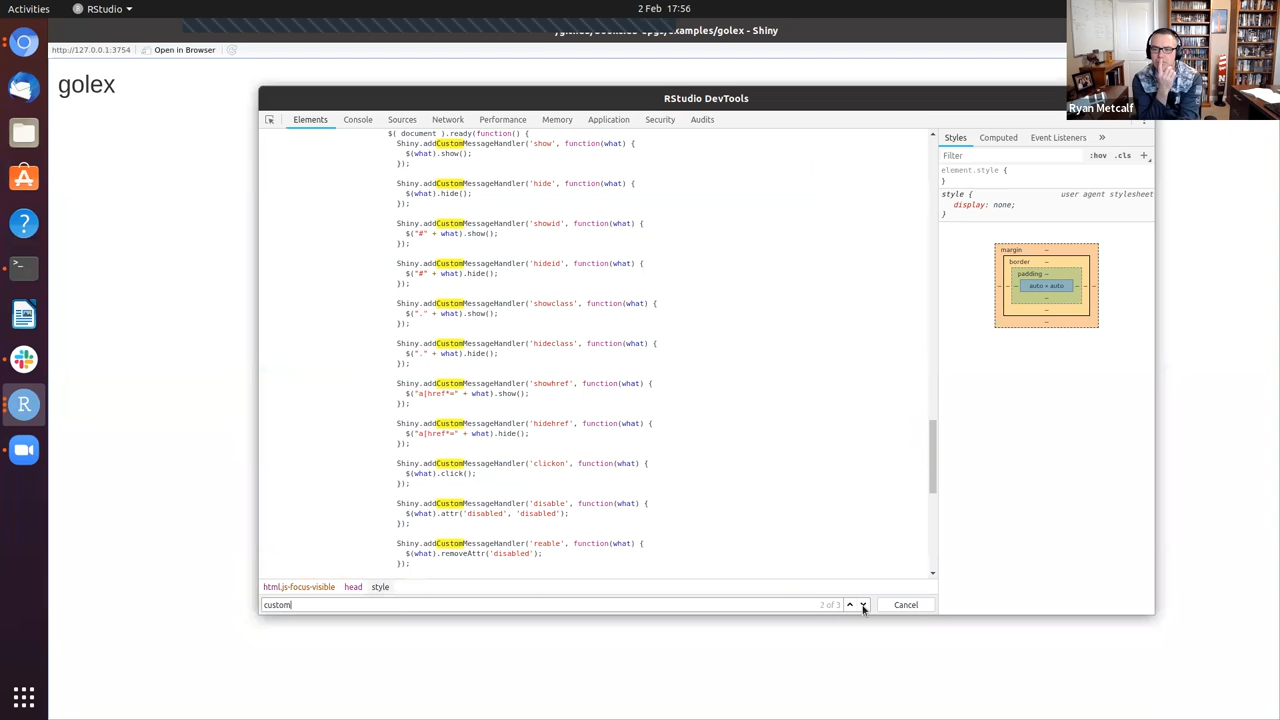 Activities
RStudio
2 Feb 17:56
examples/golex - Shiny
http://127.0.0.1:3754
Open in Browser
golex
Ryan Metcalf
RStudio DevTools
Elements
Console
Sources
Network
Performance
Memory
Application
Security
Audits
$( document ).ready(function() {
Shiny.addCustomMessageHandler('show', function(what) {
$(what).show();
});
Shiny.addCustomMessageHandler('hide', function(what) {
$(what).hide();
});
Shiny.addCustomMessageHandler('showid', function(what) {
$("#" + what).show();
});
Shiny.addCustomMessageHandler('hideid', function(what) {
$("#" + what).hide();
});
Shiny.addCustomMessageHandler('showclass', function(what) {
$("." + what).show();
});
Shiny.addCustomMessageHandler('hideclass', function(what) {
$("." + what).hide();
});
Shiny.addCustomMessageHandler('showhref', function(what) {
$("a[href*=" + what).show();
});
Shiny.addCustomMessageHandler('hidehref', function(what) {
$("a[href*=" + what).hide();
});
Shiny.addCustomMessageHandler('clickon', function(what) {
$(what).click();
});
Shiny.addCustomMessageHandler('disable', function(what) {
$(what).attr('disabled', 'disabled');
});
Shiny.addCustomMessageHandler('reable', function(what) {
$(what).removeAttr('disabled');
});
Styles
Computed
Event Listeners
»
Filter
:hov .cls +
element.style {
}
style { user agent stylesheet
display: none;
}
margin –
border –
padding –
auto × auto
html.js-focus-visible
head
style
custom
2 of 3
Cancel